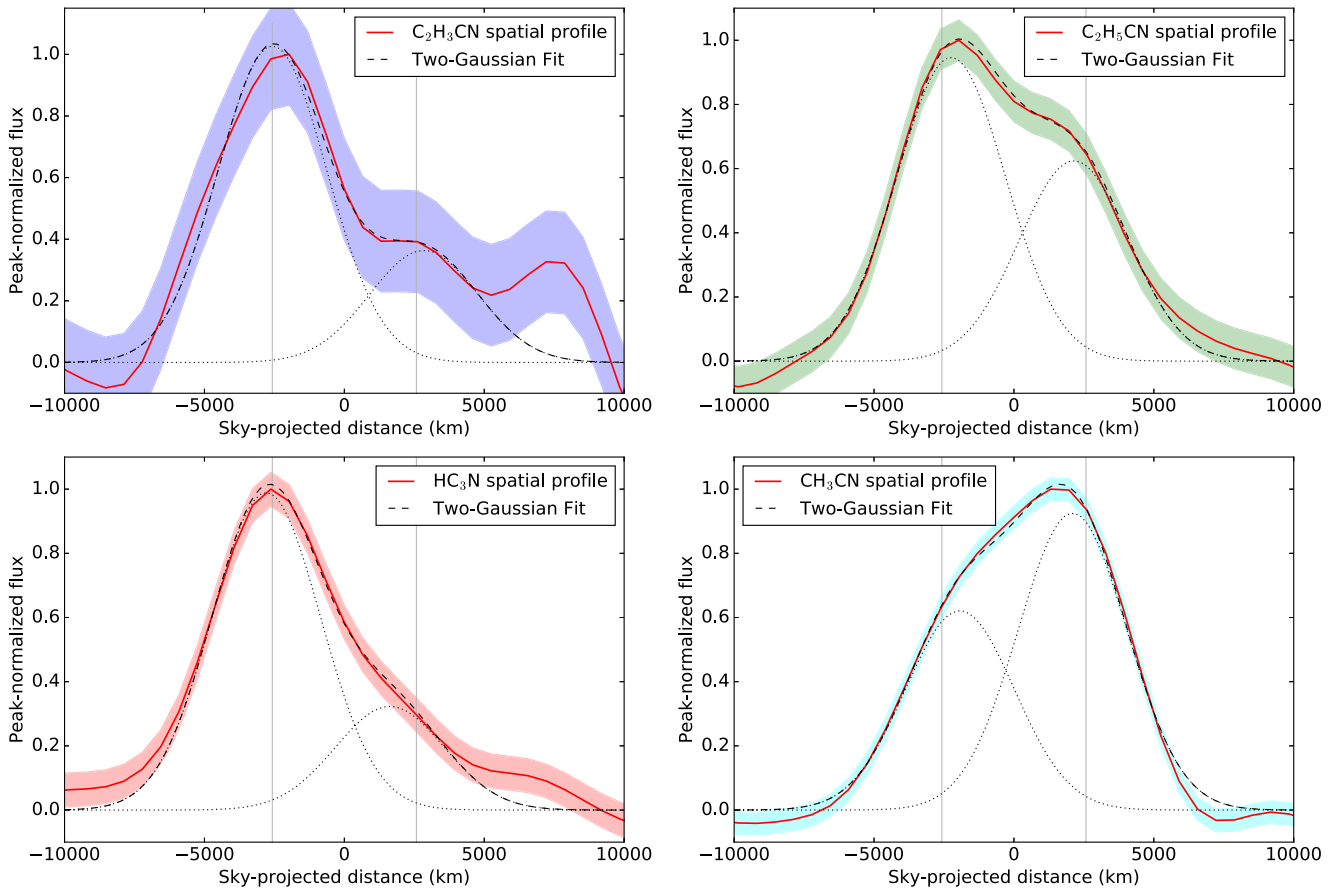 C₂H₃CN spatial profile
Two-Gaussian Fit
Peak-normalized flux
1.0
0.8
0.6
0.4
0.2
0.0
−10000 −5000 0 5000 10000
Sky-projected distance (km)
C₂H₅CN spatial profile
Two-Gaussian Fit
Peak-normalized flux
1.0
0.8
0.6
0.4
0.2
0.0
−10000 −5000 0 5000 10000
Sky-projected distance (km)
HC₃N spatial profile
Two-Gaussian Fit
Peak-normalized flux
1.0
0.8
0.6
0.4
0.2
0.0
−10000 −5000 0 5000 10000
Sky-projected distance (km)
CH₃CN spatial profile
Two-Gaussian Fit
Peak-normalized flux
1.0
0.8
0.6
0.4
0.2
0.0
−10000 −5000 0 5000 10000
Sky-projected distance (km)